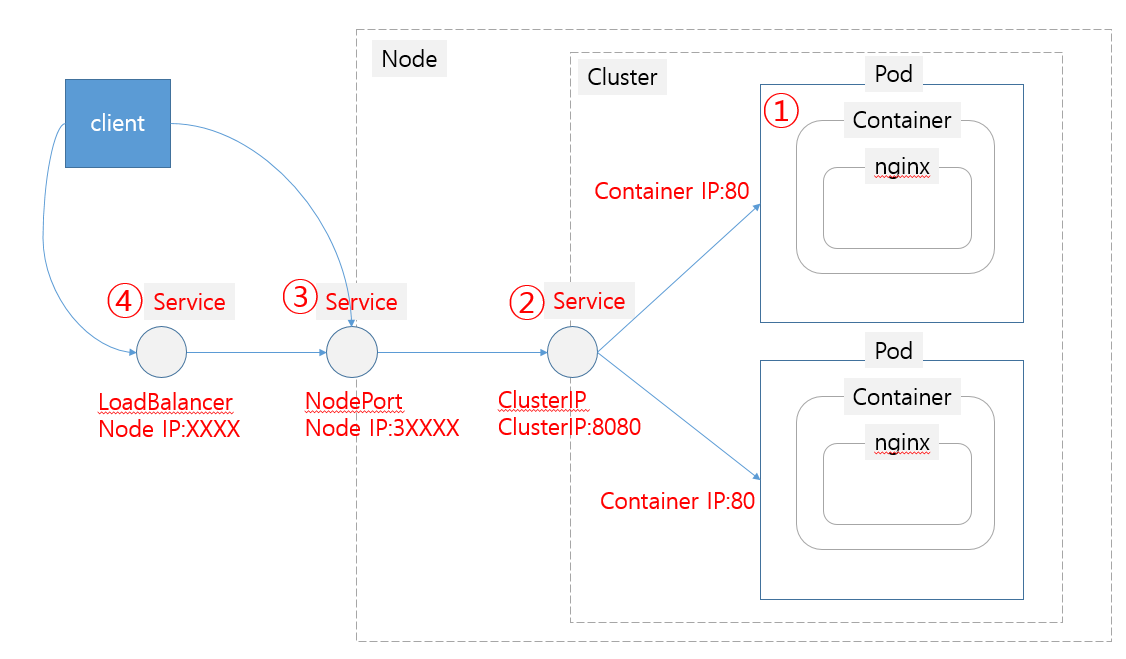 Node
Cluster
client
Pod
①
Container
nginx
Container IP:80
④ Service
③ Service
② Service
LoadBalancer
Node IP:XXXX
NodePort
Node IP:3XXXX
ClusterIP
ClusterIP:8080
Pod
Container
nginx
Container IP:80